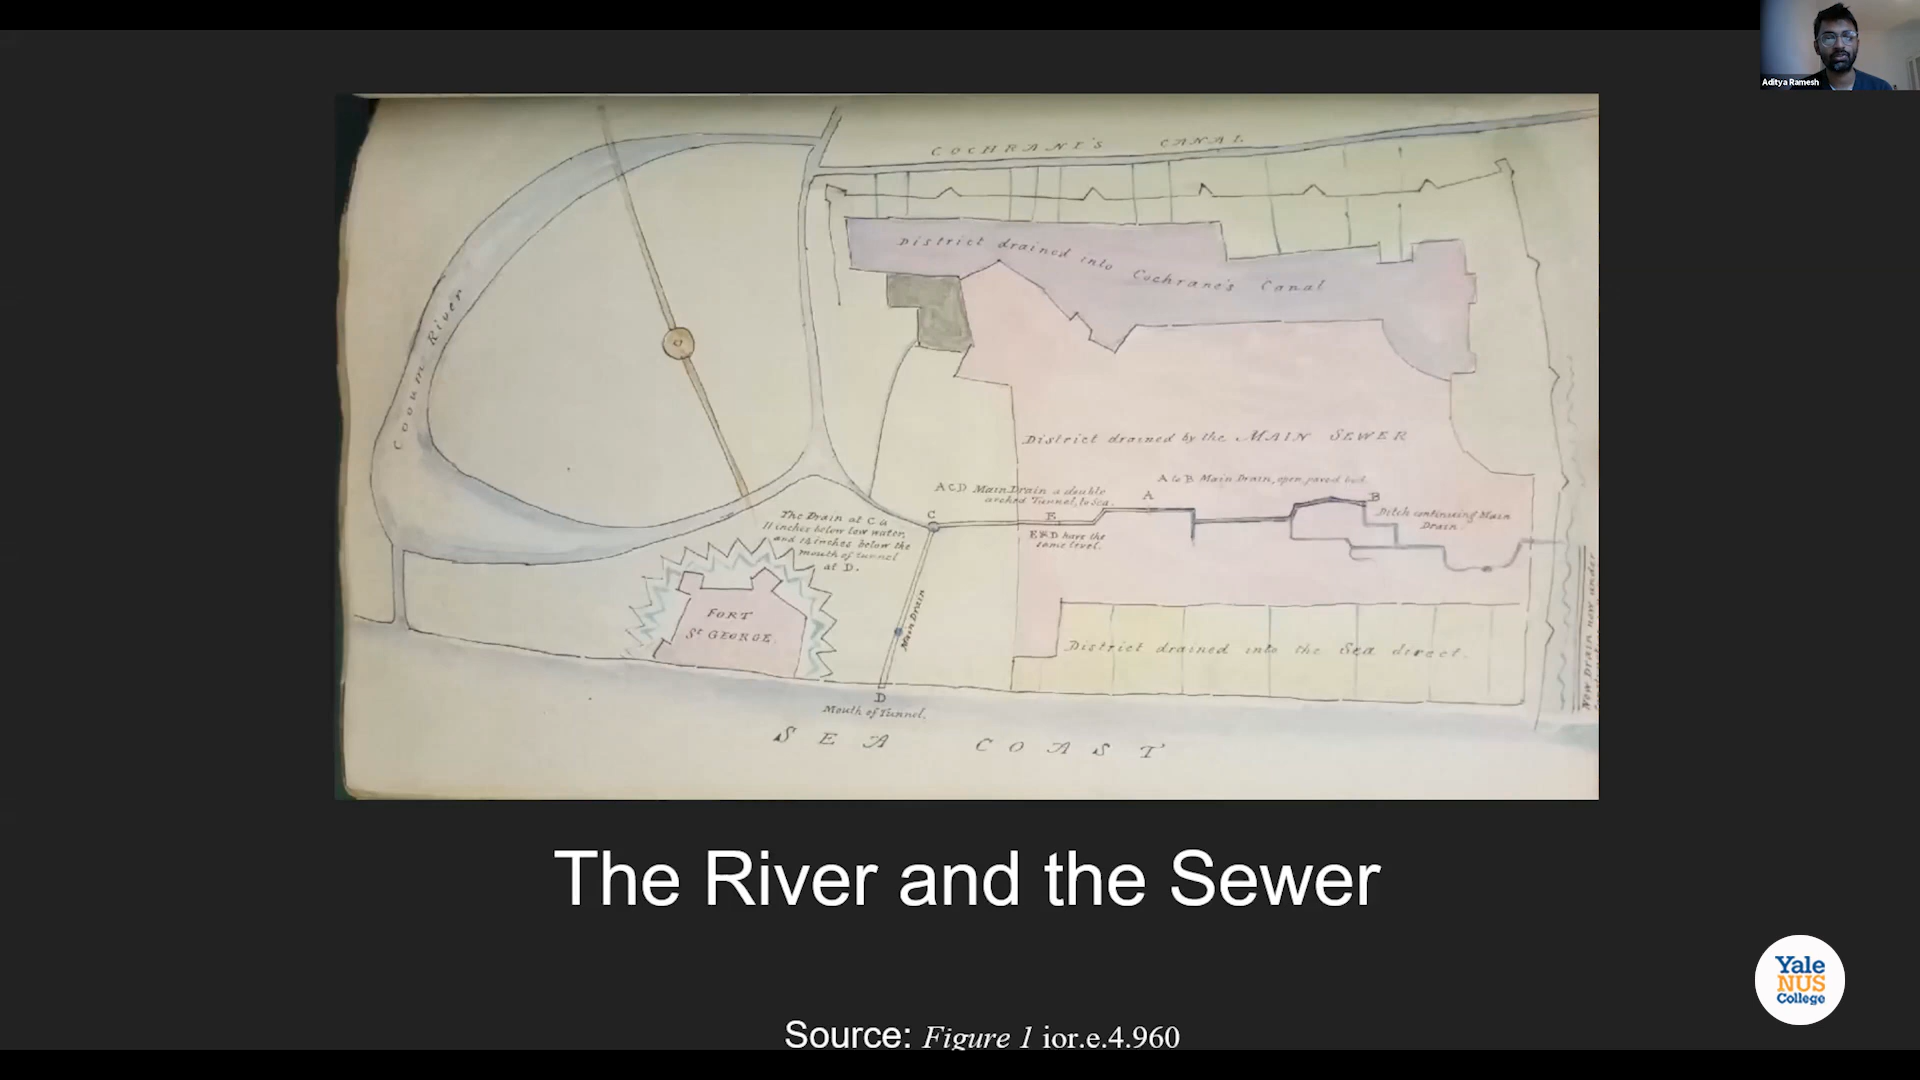 Aditya Ramesh
COCHRANE'S CANAL
District drained into Cochrane's Canal
Cooum River
District drained by the MAIN SEWER
A to B Main Drain, open paved bed.
ACD Main Drain a double
arched Tunnel, to Sea.
A
B
C
E
Ditch continuing Main
Drain
The Drain at C is
11 inches below low water,
and 14 inches below the
mouth of tunnel
at D.
E & D have the
same level.
FORT
St GEORGE.
Main Drain
District drained into the Sea direct.
New Drain now under
D
Mouth of Tunnel.
SEA COAST
The River and the Sewer
Yale
NUS
College
Source: Figure 1 ior.e.4.960